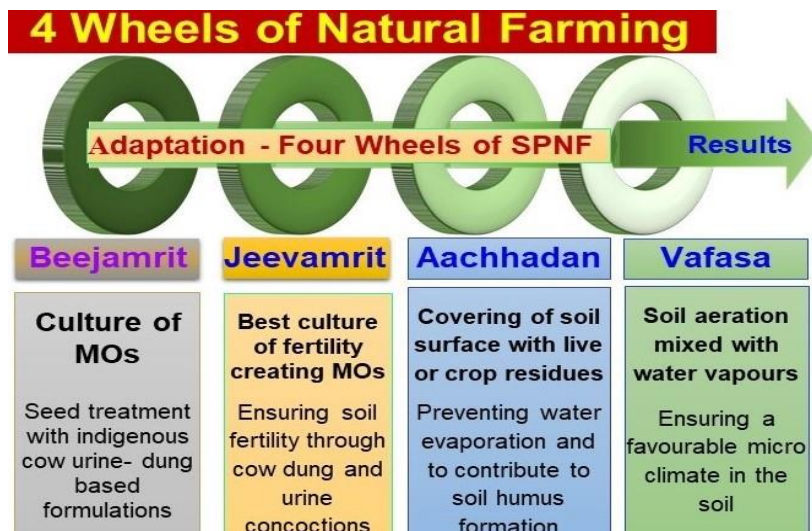 4 Wheels of Natural Farming
Adaptation - Four Wheels of SPNF
Results
Beejamrit
Jeevamrit
Aachhadan
Vafasa
Culture of
MOs
Seed treatment
with indigenous
cow urine- dung
based
formulations
Best culture
of fertility
creating MOs
Ensuring soil
fertility through
cow dung and
urine
concoctions
Covering of soil
surface with live
or crop residues
Preventing water
evaporation and
to contribute to
soil humus
formation
Soil aeration
mixed with
water vapours
Ensuring a
favourable micro
climate in the
soil